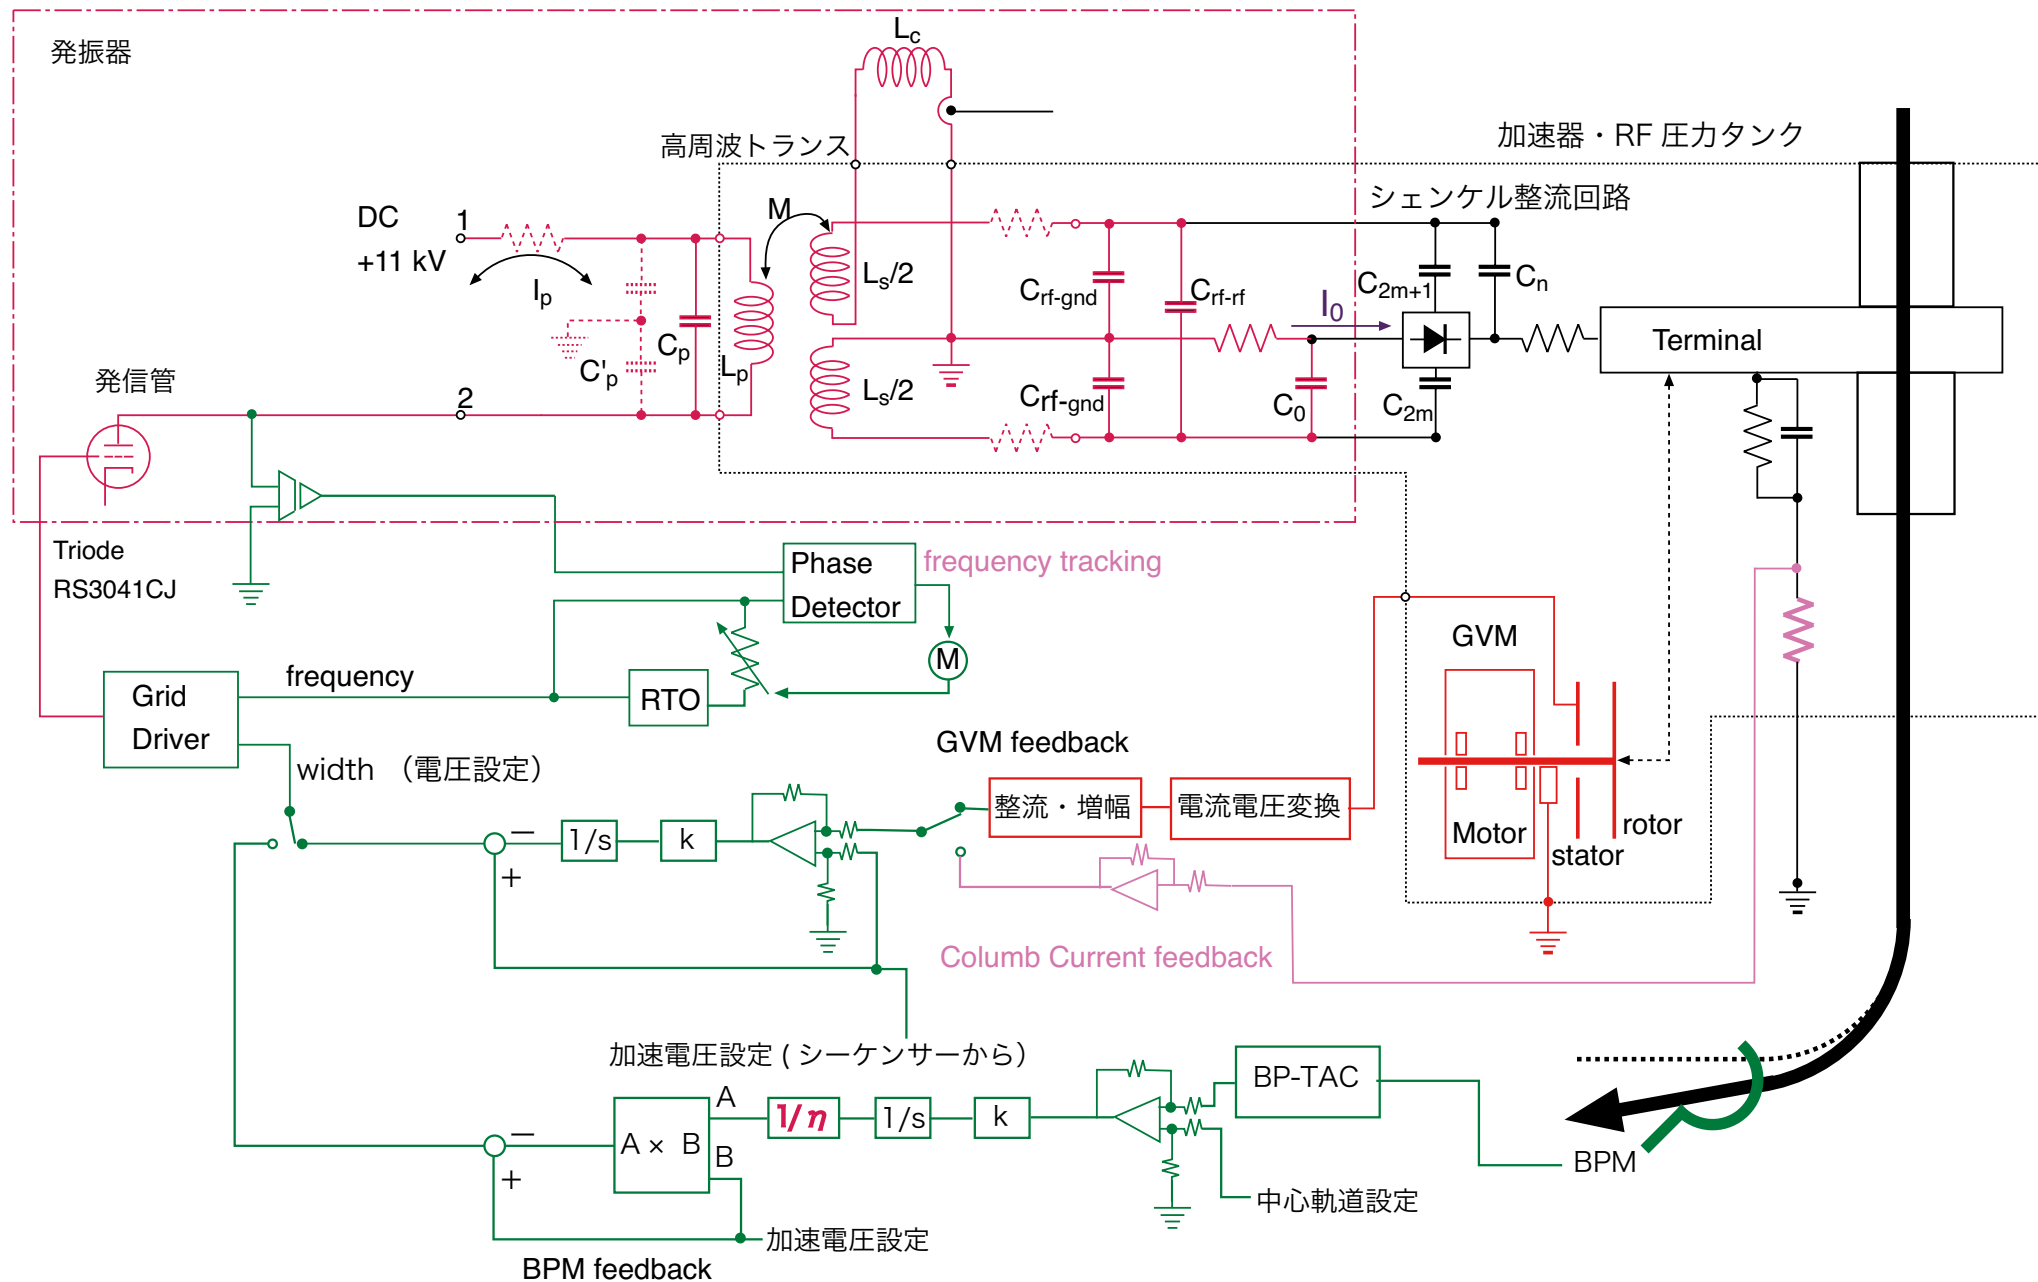 発振器
Lc
高周波トランス
加速器・RF 圧力タンク
シェンケル整流回路
DC
+11 kV
1
Ip
M
Ls/2
Crf-gnd
Crf-rf
I0
C2m+1
Cn
C'p
Cp
Lp
Terminal
発信管
2
Ls/2
Crf-gnd
C0
C2m
Triode
RS3041CJ
Phase
Detector
frequency tracking
M
GVM
Grid
Driver
frequency
RTO
width （電圧設定）
GVM feedback
整流・増幅
電流電圧変換
Motor
stator
rotor
−
+
1/s
k
Columb Current feedback
加速電圧設定 ( シーケンサーから）
BP-TAC
A × B
A
B
1/η
1/s
k
−
+
BPM
中心軌道設定
加速電圧設定
BPM feedback